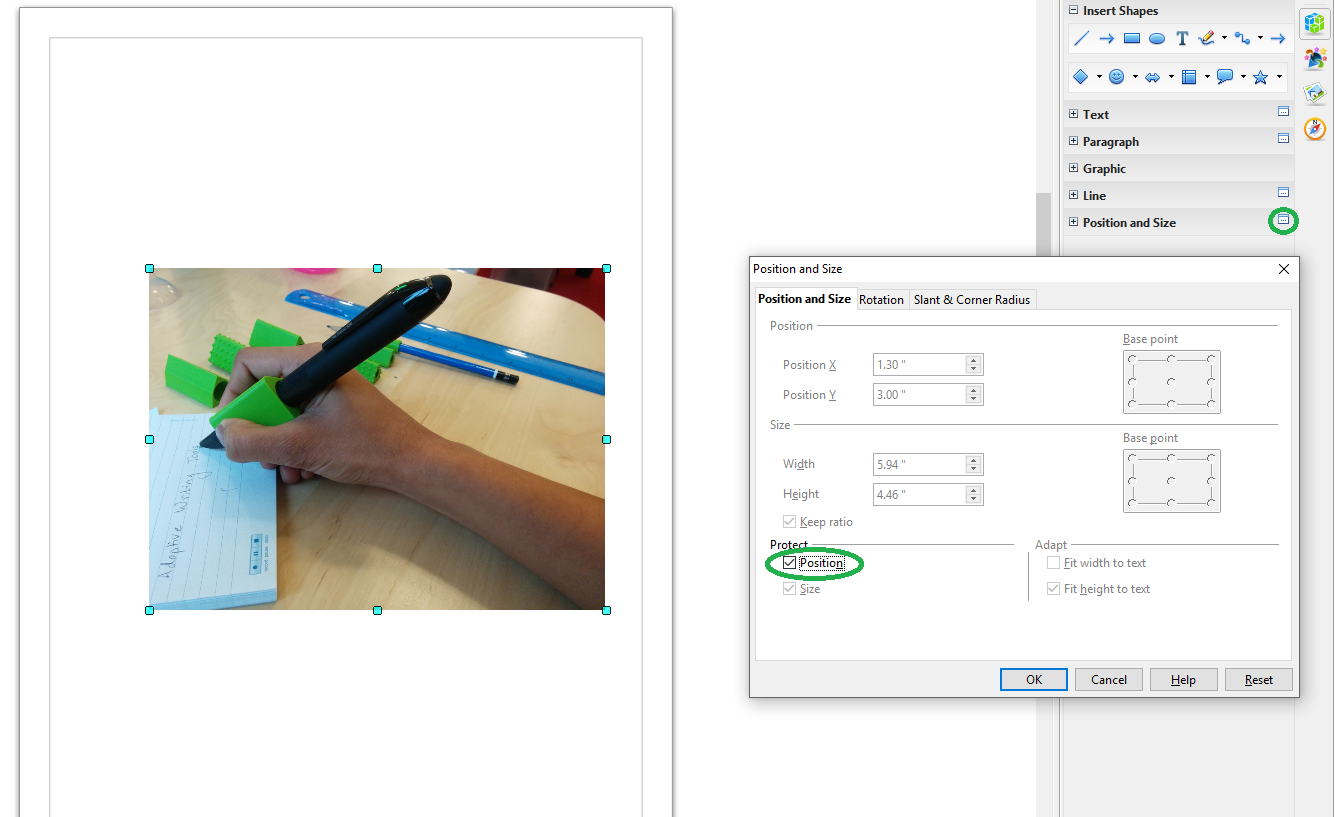 Insert Shapes
Text
Paragraph
Graphic
Line
Position and Size
Position and Size
Position and Size Rotation Slant & Corner Radius
Position
Base point
Position X 1.30 "
Position Y 3.00 "
Size
Base point
Width 5.94 "
Height 4.46 "
Keep ratio
Protect
Position
Size
Adapt
Fit width to text
Fit height to text
OK Cancel Help Reset
Adaptive Writing Tools